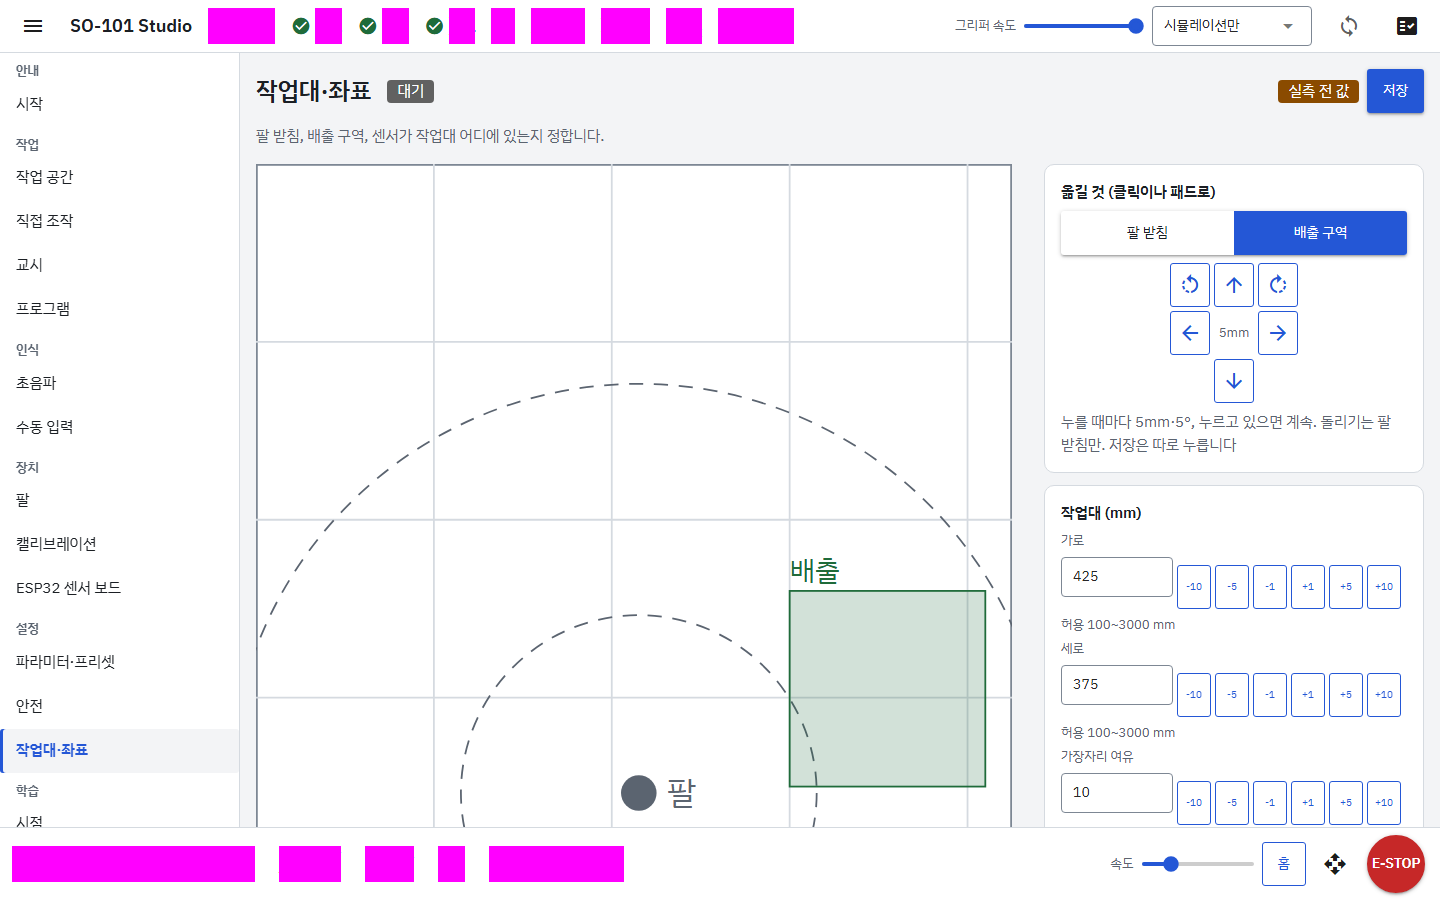 SO-101 Studio
그리퍼 속도
시뮬레이션만
안내
시작
작업
작업 공간
직접 조작
교시
프로그램
인식
초음파
수동 입력
장치
팔
캘리브레이션
ESP32 센서 보드
설정
파라미터·프리셋
안전
작업대·좌표
학습
시점
작업대·좌표
대기
실측 전 값
저장
팔 받침, 배출 구역, 센서가 작업대 어디에 있는지 정합니다.
배출
팔
옮길 것 (클릭이나 패드로)
팔 받침
배출 구역
5mm
누를 때마다 5mm·5°, 누르고 있으면 계속. 돌리기는 팔
받침만. 저장은 따로 누릅니다
작업대 (mm)
가로
425
-10 -5 -1 +1 +5 +10
허용 100~3000 mm
세로
375
-10 -5 -1 +1 +5 +10
허용 100~3000 mm
가장자리 여유
10
-10 -5 -1 +1 +5 +10
속도
홈
E-STOP